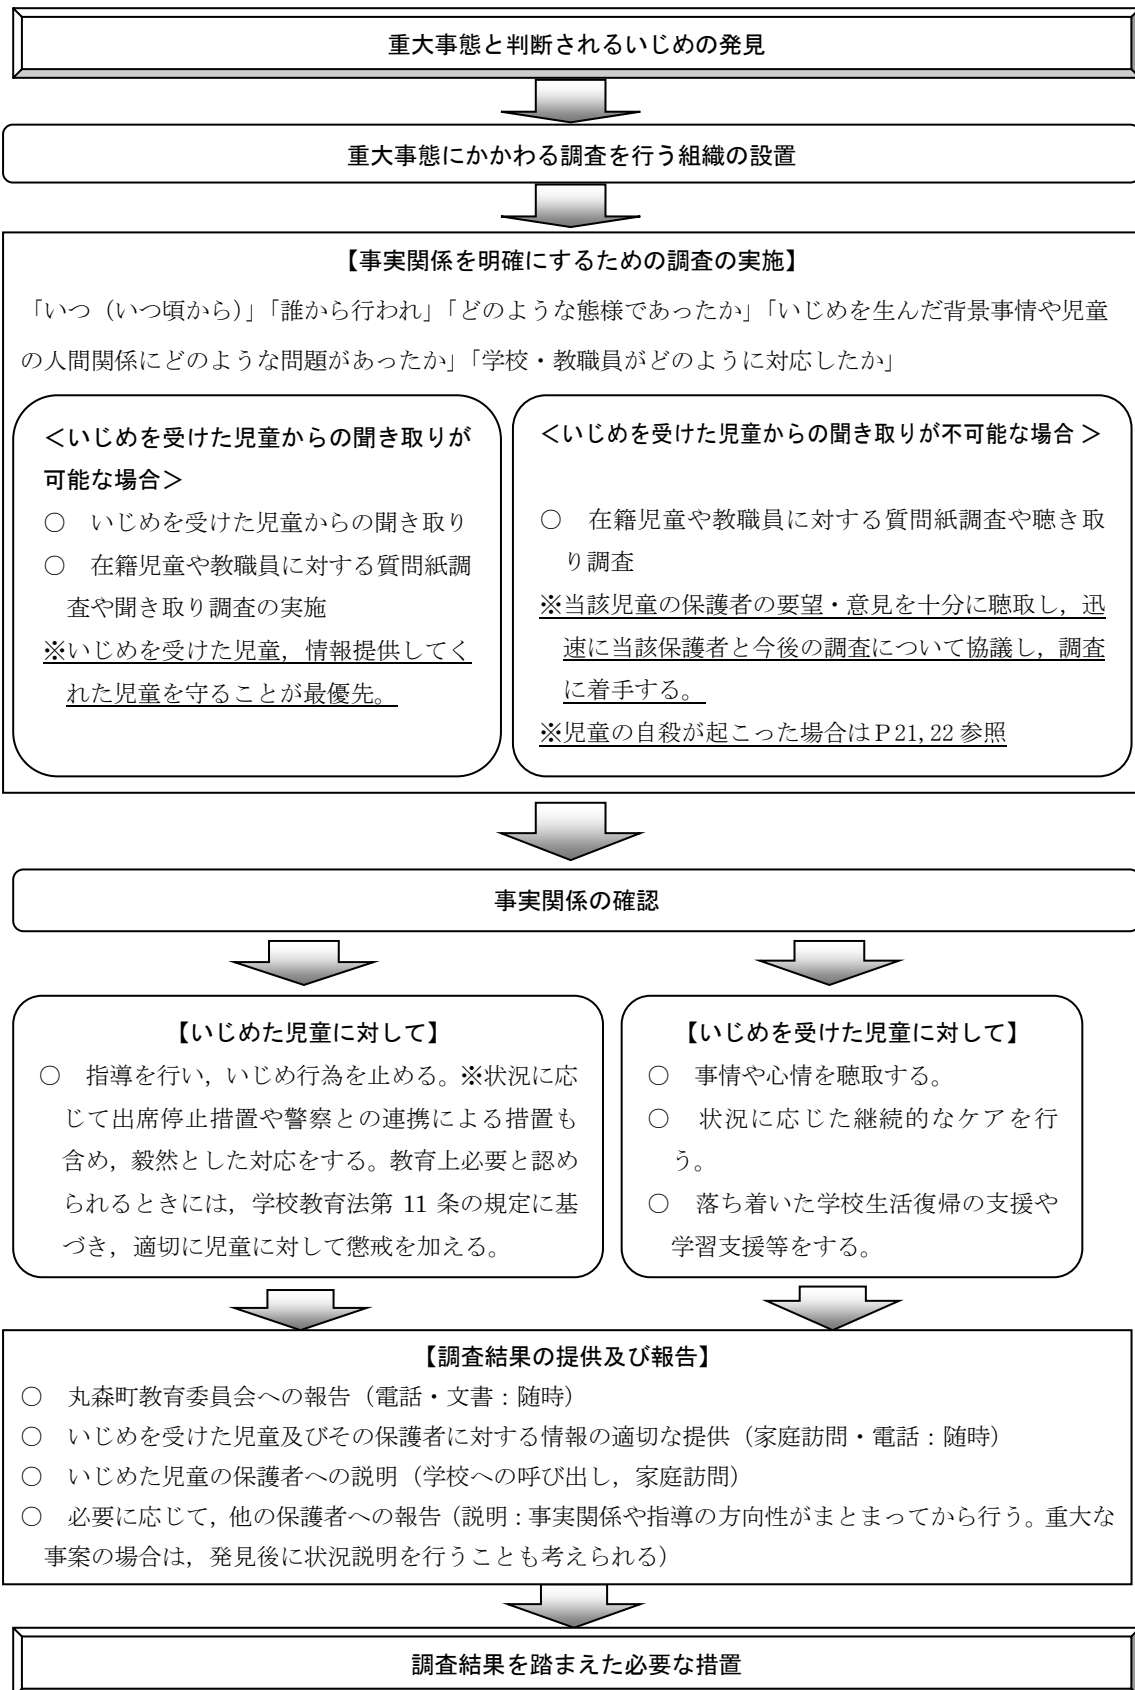 重大事態と判断されるいじめの発見
重大事態にかかわる調査を行う組織の設置
【事実関係を明確にするための調査の実施】
「いつ（いつ頃から）」「誰から行われ」「どのような態様であったか」「いじめを生んだ背景事情や児童
の人間関係にどのような問題があったか」「学校・教職員がどのように対応したか」
＜いじめを受けた児童からの聞き取りが
可能な場合＞
○　いじめを受けた児童からの聞き取り
○　在籍児童や教職員に対する質問紙調
査や聞き取り調査の実施
※いじめを受けた児童，情報提供してく
れた児童を守ることが最優先。
＜いじめを受けた児童からの聞き取りが不可能な場合 ＞
○　在籍児童や教職員に対する質問紙調査や聴き取
り調査
※当該児童の保護者の要望・意見を十分に聴取し，迅
速に当該保護者と今後の調査について協議し，調査
に着手する。
※児童の自殺が起こった場合はＰ21, 22 参照
事実関係の確認
【いじめた児童に対して】
○　指導を行い，いじめ行為を止める。※状況に応
じて出席停止措置や警察との連携による措置も
含め，毅然とした対応をする。教育上必要と認め
られるときには，学校教育法第 11 条の規定に基
づき，適切に児童に対して懲戒を加える。
【いじめを受けた児童に対して】
○　事情や心情を聴取する。
○　状況に応じた継続的なケアを行
う。
○　落ち着いた学校生活復帰の支援や
学習支援等をする。
【調査結果の提供及び報告】
○　丸森町教育委員会への報告（電話・文書：随時）
○　いじめを受けた児童及びその保護者に対する情報の適切な提供（家庭訪問・電話：随時）
○　いじめた児童の保護者への説明（学校への呼び出し，家庭訪問）
○　必要に応じて，他の保護者への報告（説明：事実関係や指導の方向性がまとまってから行う。重大な
事案の場合は，発見後に状況説明を行うことも考えられる）
調査結果を踏まえた必要な措置